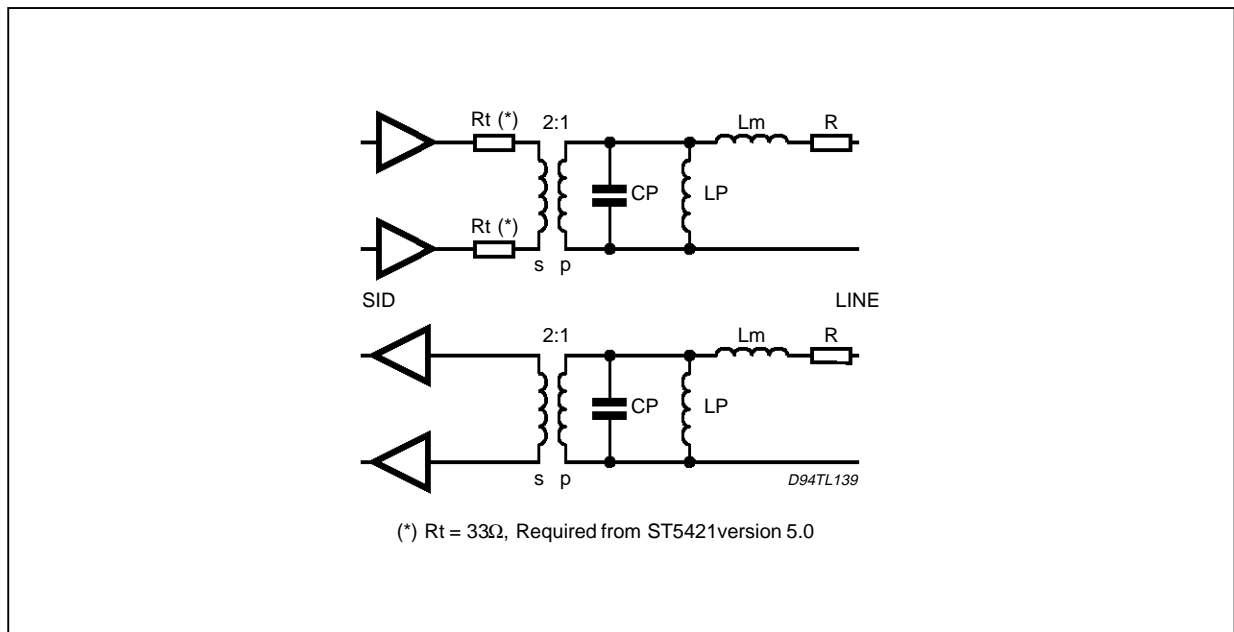 Rt (*) 2:1 Lm R
CP LP
Rt (*)
s p
SID LINE
2:1 Lm R
CP LP
s p D94TL139
(*) Rt = 33Ω, Required from ST5421version 5.0